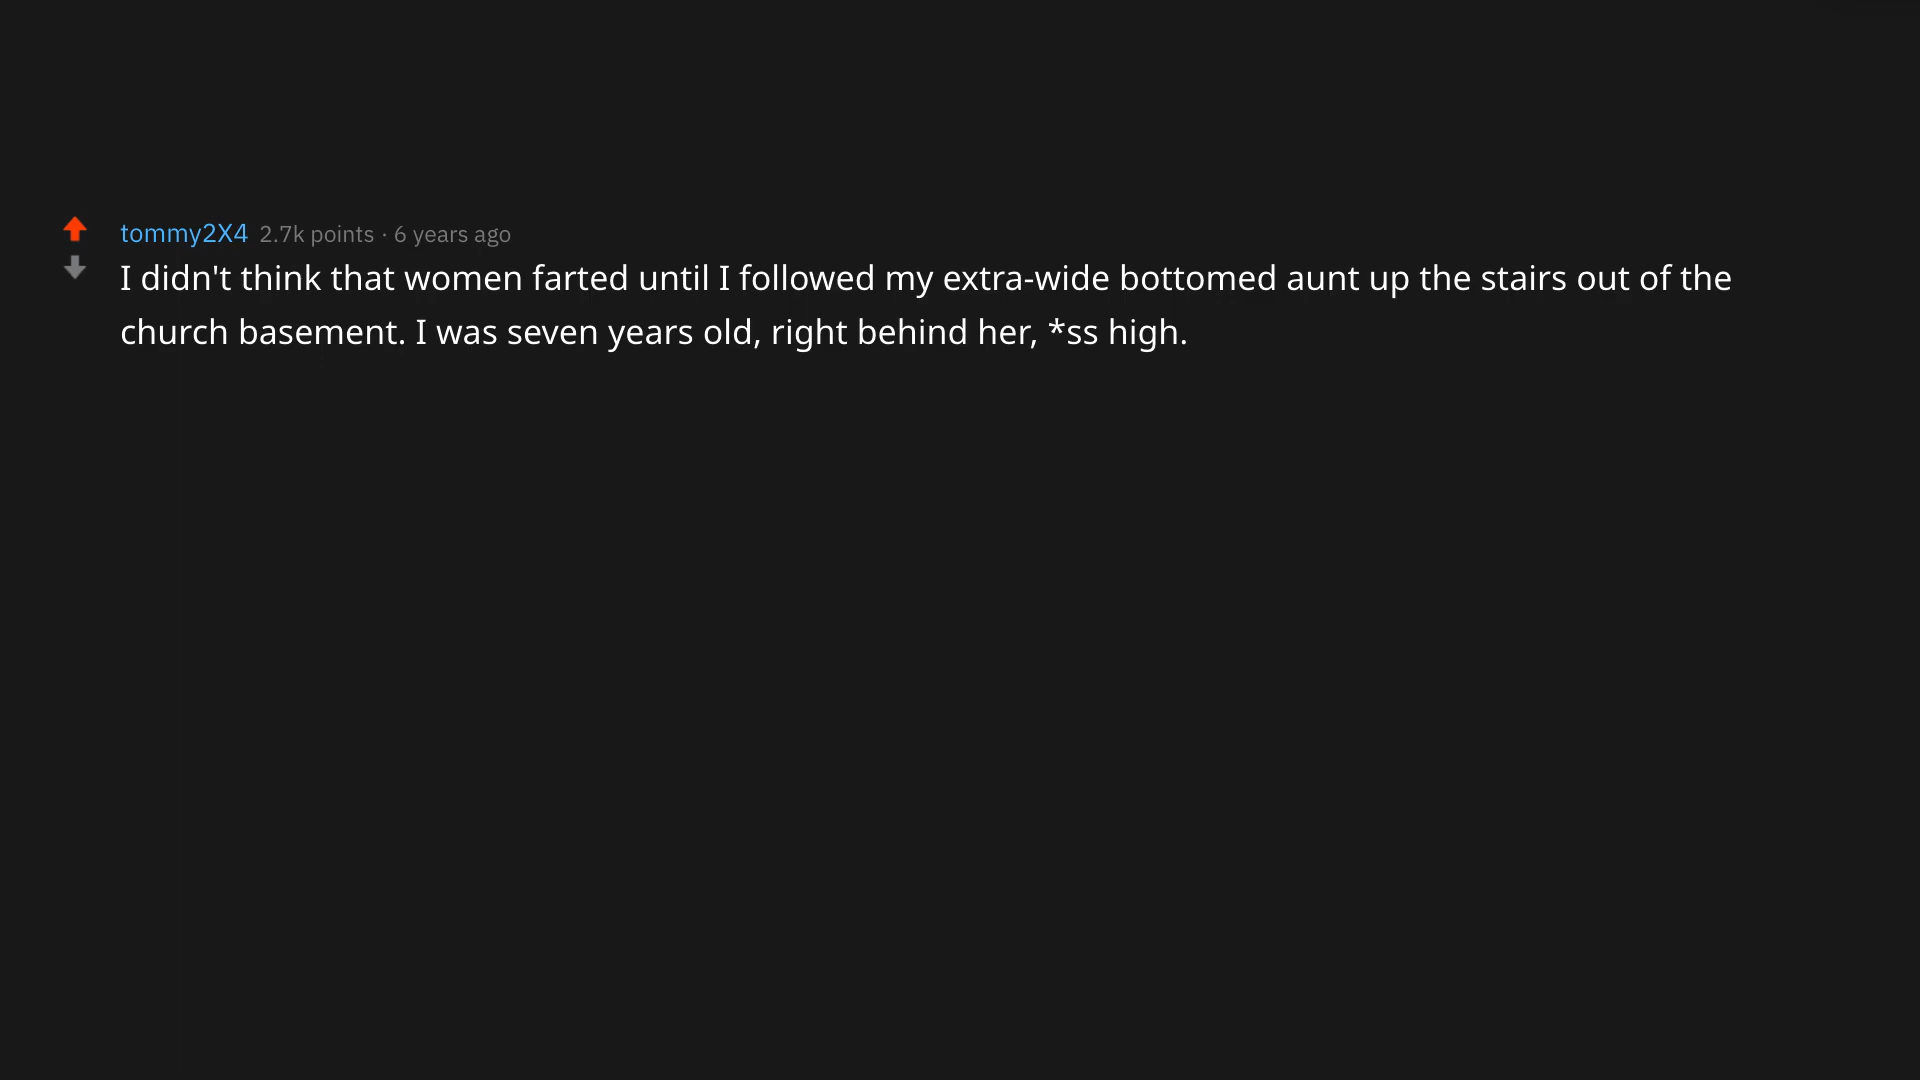 tommy2X4 2.7k points · 6 years ago
I didn't think that women farted until I followed my extra-wide bottomed aunt up the stairs out of the
church basement. I was seven years old, right behind her, *ss high.